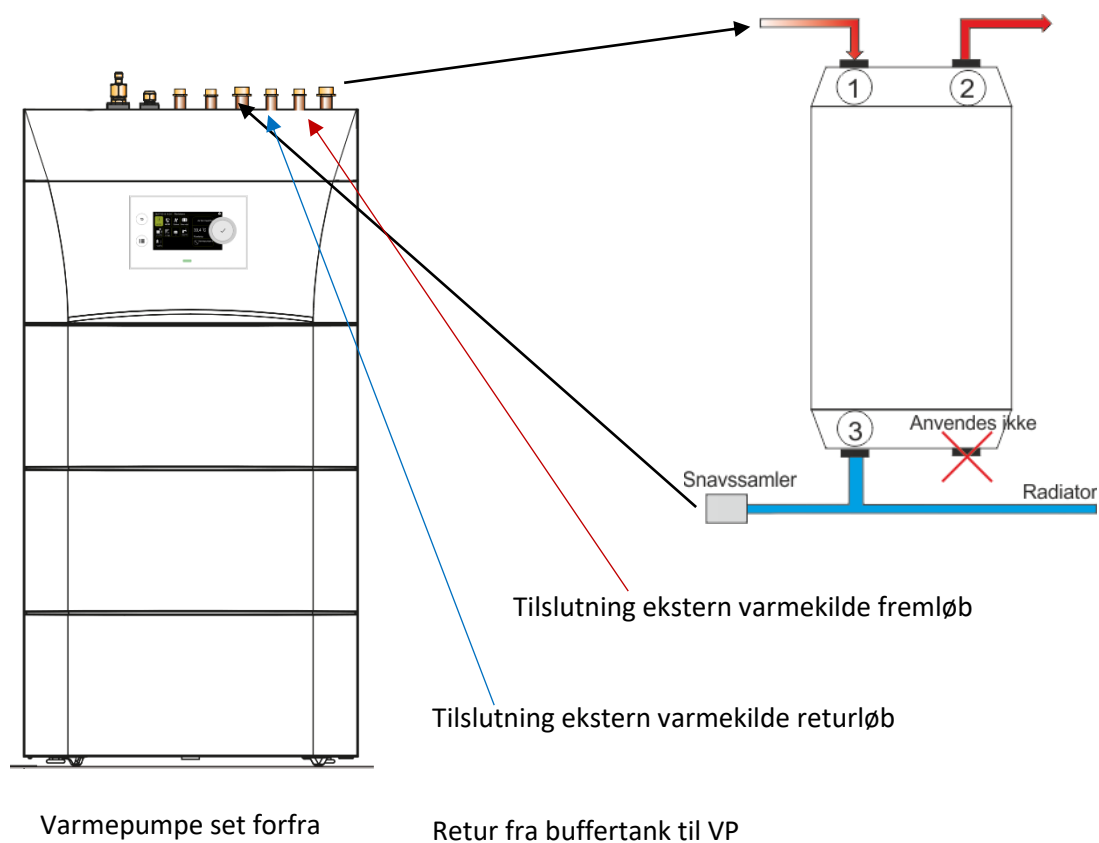 1
2
3
Anvendes ikke
Snavssamler
Radiator
Tilslutning ekstern varmekilde fremløb
Tilslutning ekstern varmekilde returløb
Varmepumpe set forfra
Retur fra buffertank til VP